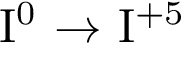 I⁰ → I⁺⁵